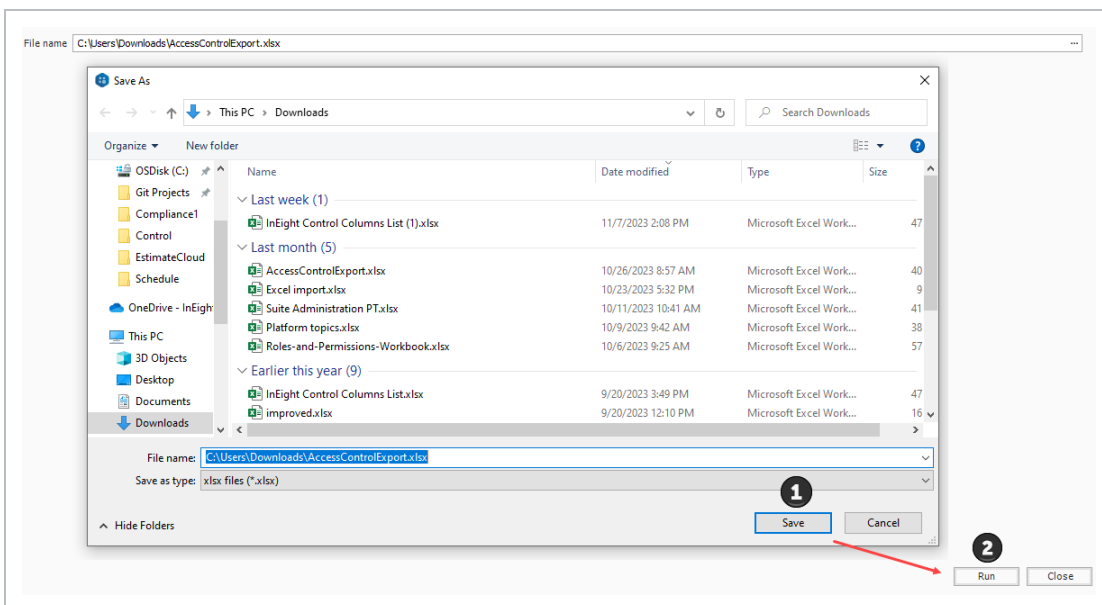 File name C:\Users\Downloads\AccessControlExport.xlsx ...
Save As
This PC > Downloads
Search Downloads
Organize New folder
Name Date modified Type Size
OSDisk (C:)
Git Projects
Compliance1
Control
EstimateCloud
Schedule
OneDrive - InEigh
This PC
3D Objects
Desktop
Documents
Downloads
Last week (1)
InEight Control Columns List (1).xlsx 11/7/2023 2:08 PM Microsoft Excel Work... 47
Last month (5)
AccessControlExport.xlsx 10/26/2023 8:57 AM Microsoft Excel Work... 40
Excel import.xlsx 10/23/2023 5:32 PM Microsoft Excel Work... 9
Suite Administration PT.xlsx 10/11/2023 10:41 AM Microsoft Excel Work... 41
Platform topics.xlsx 10/9/2023 9:42 AM Microsoft Excel Work... 38
Roles-and-Permissions-Workbook.xlsx 10/6/2023 9:25 AM Microsoft Excel Work... 57
Earlier this year (9)
InEight Control Columns List.xlsx 9/20/2023 3:49 PM Microsoft Excel Work... 47
improved.xlsx 9/20/2023 12:10 PM Microsoft Excel Work... 16
File name: C:\Users\Downloads\AccessControlExport.xlsx
Save as type: xlsx files (*.xlsx)
1
Hide Folders Save Cancel
2
Run Close